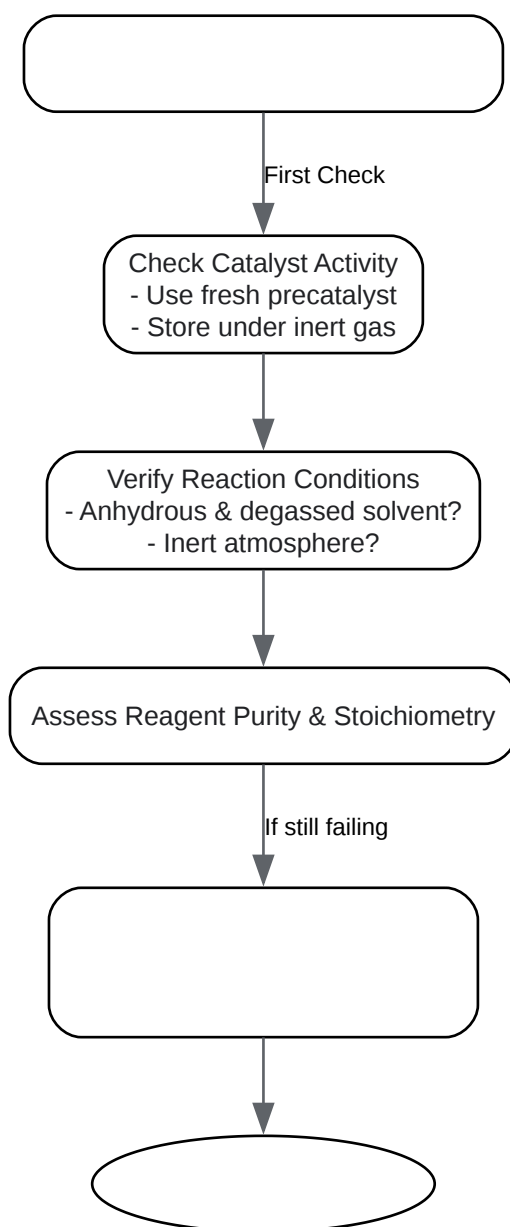 First Check
Check Catalyst Activity
- Use fresh precatalyst
- Store under inert gas
Verify Reaction Conditions
- Anhydrous & degassed solvent?
- Inert atmosphere?
Assess Reagent Purity & Stoichiometry
If still failing